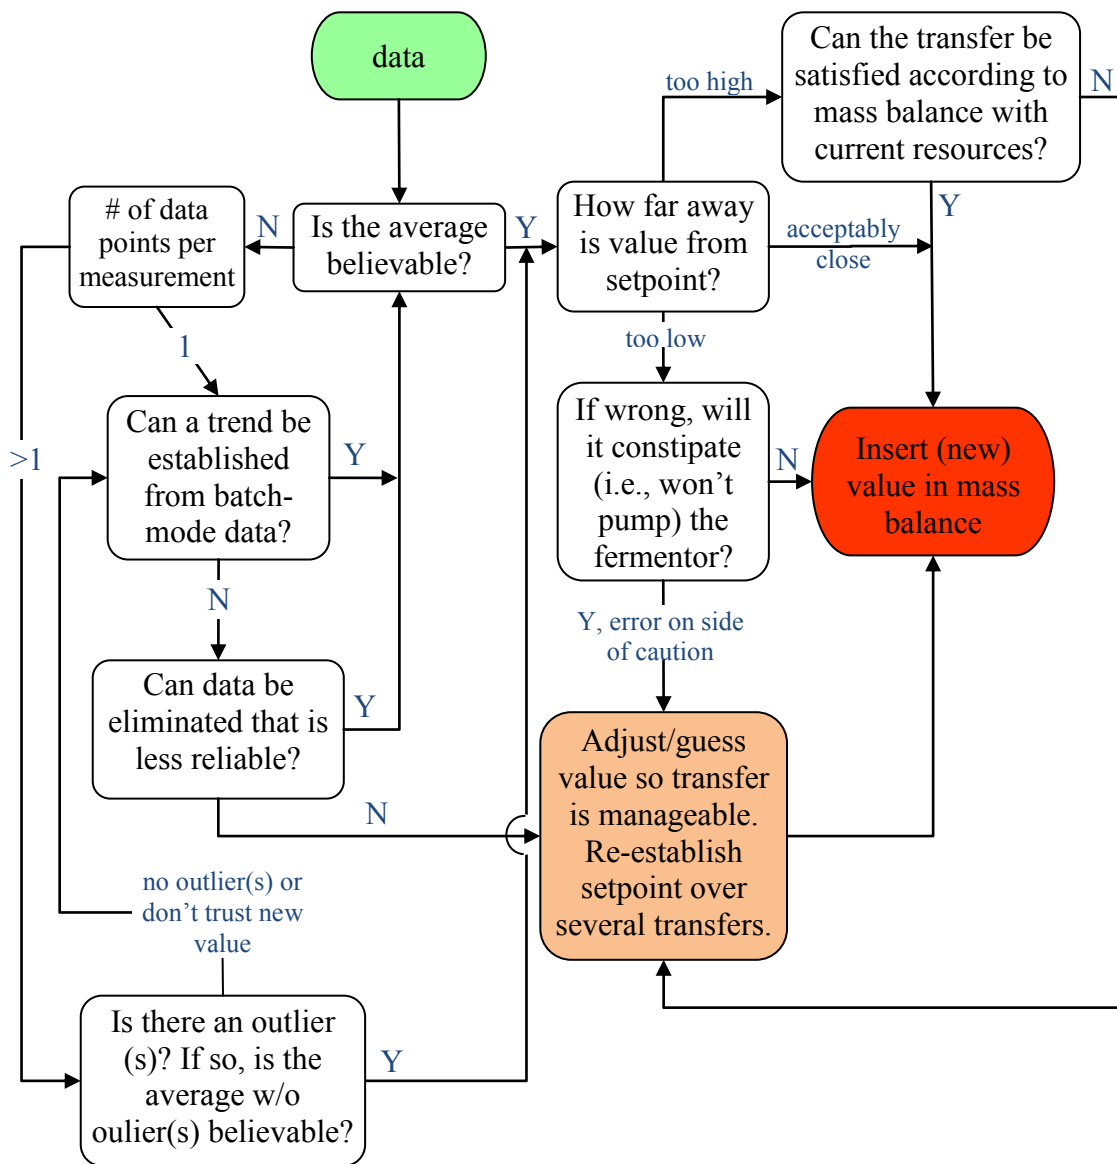 data
Can the transfer be
satisfied according to
mass balance with
current resources?
too high
N
# of data
points per
measurement
N
Is the average
believable?
Y
How far away
is value from
setpoint?
acceptably
close
Y
1
too low
>1
Can a trend be
established
from batch-
mode data?
Y
If wrong, will
it constipate
(i.e., won’t
pump) the
fermentor?
N
Insert (new)
value in mass
balance
N
Y, error on side
of caution
Can data be
eliminated that is
less reliable?
Y
N
Adjust/guess
value so transfer
is manageable.
Re-establish
setpoint over
several transfers.
no outlier(s) or
don’t trust new
value
Is there an outlier
(s)? If so, is the
average w/o
oulier(s) believable?
Y